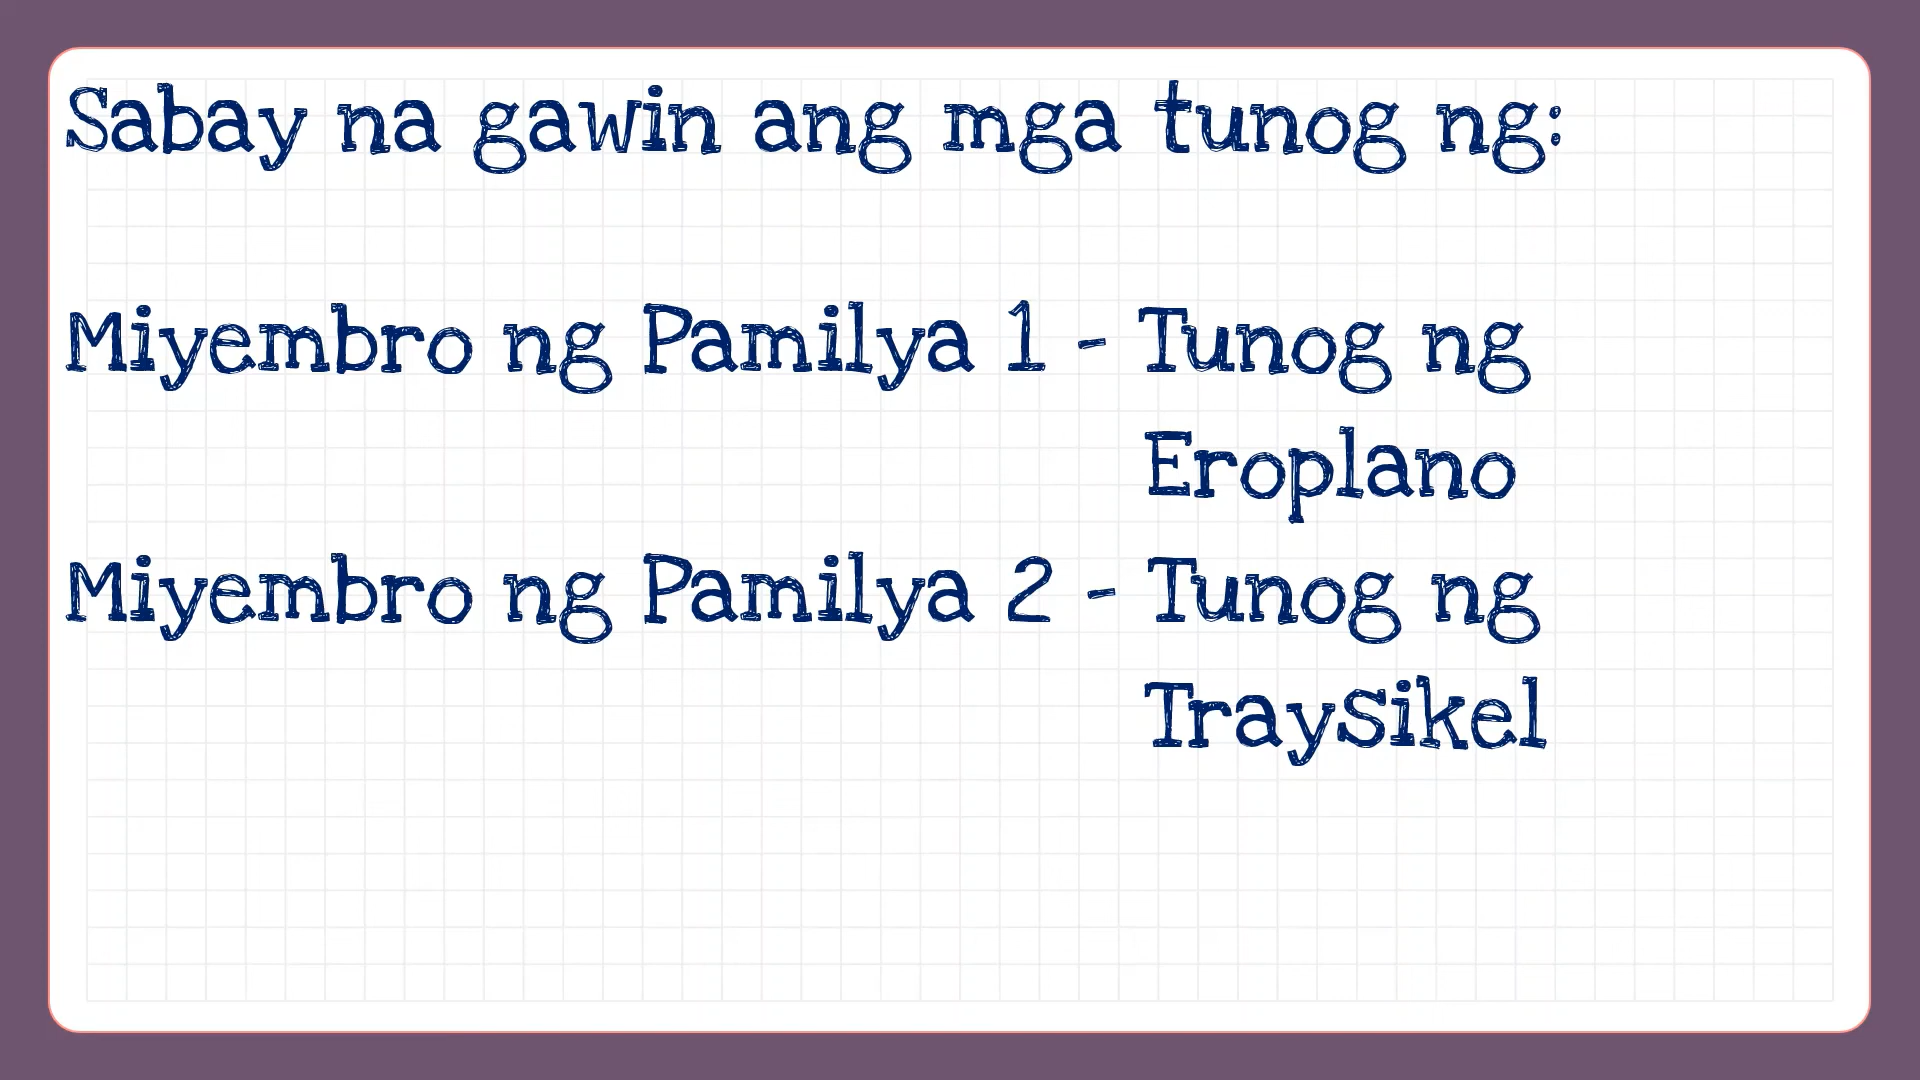 Sabay na gawin ang mga tunog ng:
Miyembro ng Pamilya 1 - Tunog ng
Eroplano
Miyembro ng Pamilya 2 - Tunog ng
Traysikel